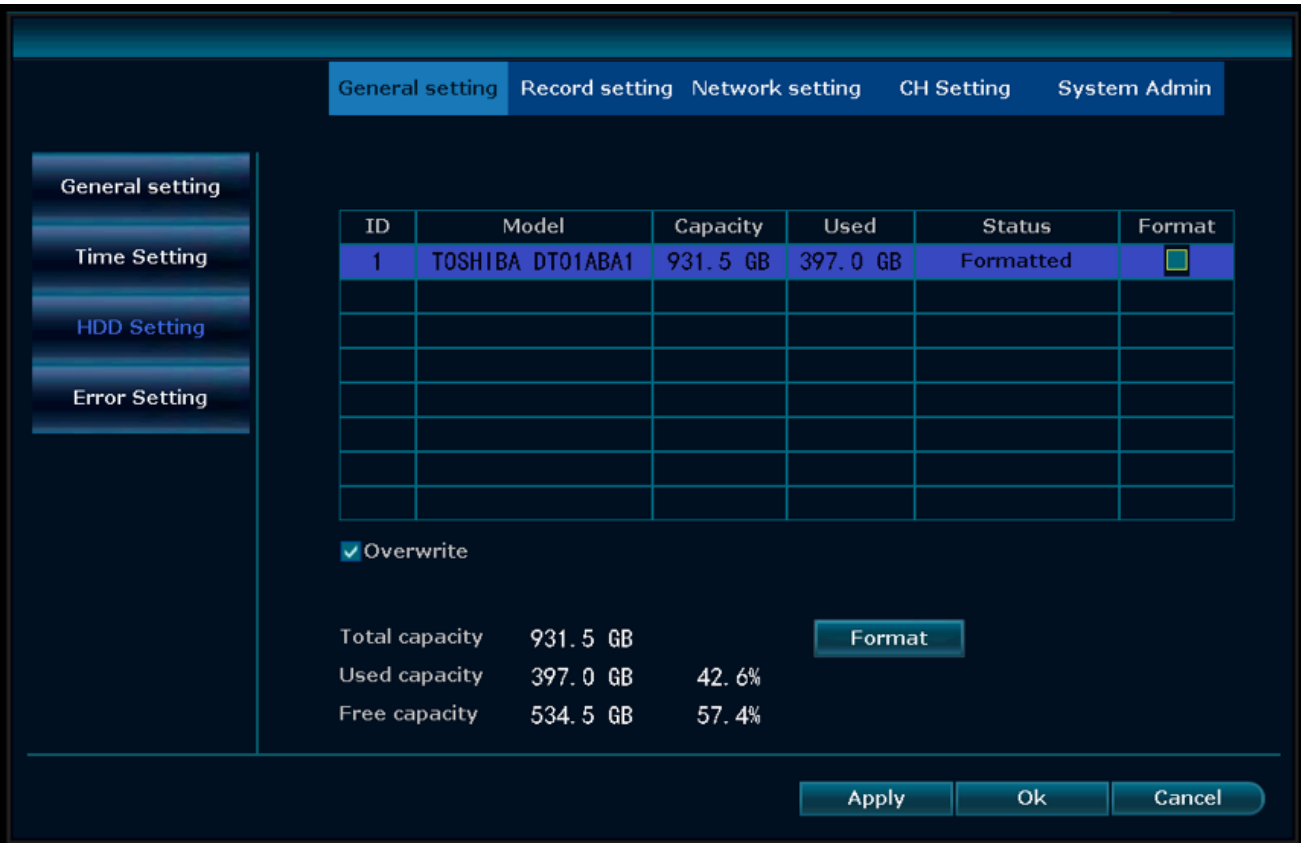 General setting Record setting Network setting CH Setting System Admin
General setting
Time Setting
HDD Setting
Error Setting
ID Model Capacity Used Status Format
1 TOSHIBA DT01ABA1 931.5 GB 397.0 GB Formatted
Overwrite
Total capacity 931.5 GB Format
Used capacity 397.0 GB 42.6%
Free capacity 534.5 GB 57.4%
Apply Ok Cancel